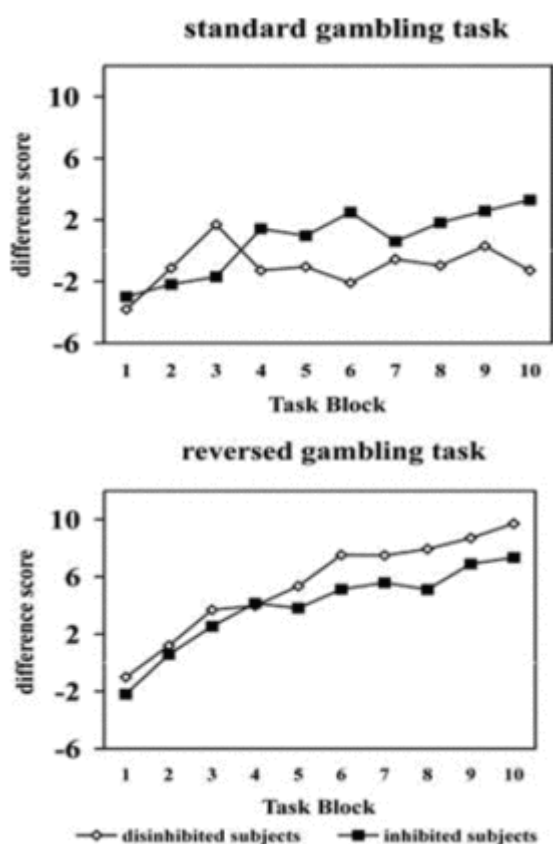 standard gambling task
10
6
2
-2
-6
difference score
1 2 3 4 5 6 7 8 9 10
Task Block
reversed gambling task
10
6
2
-2
-6
difference score
1 2 3 4 5 6 7 8 9 10
Task Block
disinhibited subjects inhibited subjects